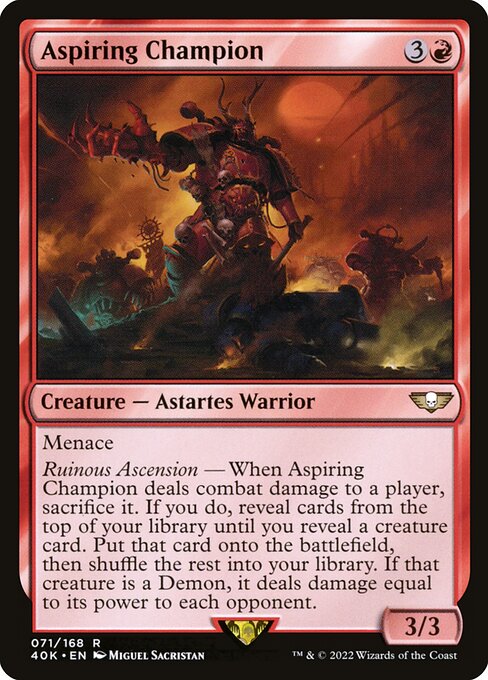 Aspiring Champion 3
Creature — Astartes Warrior
Menace
Ruinous Ascension — When Aspiring
Champion deals combat damage to a player,
sacrifice it. If you do, reveal cards from the
top of your library until you reveal a creature
card. Put that card onto the battlefield,
then shuffle the rest into your library. If that
creature is a Demon, it deals damage equal
to its power to each opponent.
3/3
071/168 R
40K • EN Miguel Sacristan
™ & © 2022 Wizards of the Coast